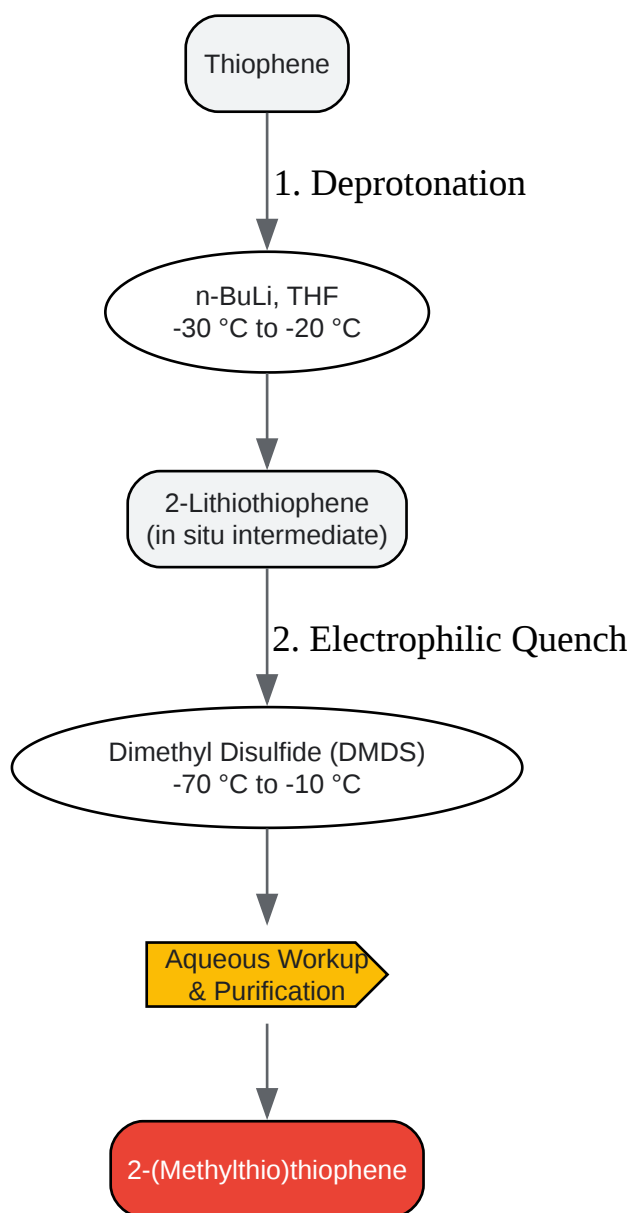 Thiophene
1. Deprotonation
n-BuLi, THF
-30 °C to -20 °C
2-Lithiothiophene
(in situ intermediate)
2. Electrophilic Quench
Dimethyl Disulfide (DMDS)
-70 °C to -10 °C
Aqueous Workup
& Purification
2-(Methylthio)thiophene